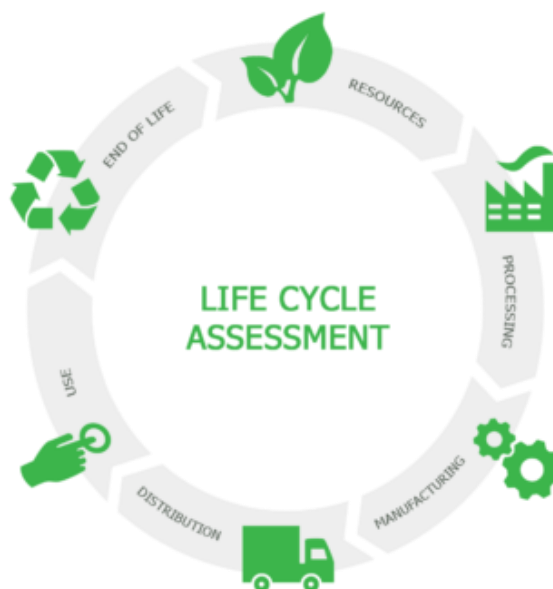 LIFE CYCLE
ASSESSMENT
RESOURCES
PROCESSING
MANUFACTURING
DISTRIBUTION
USE
END OF LIFE